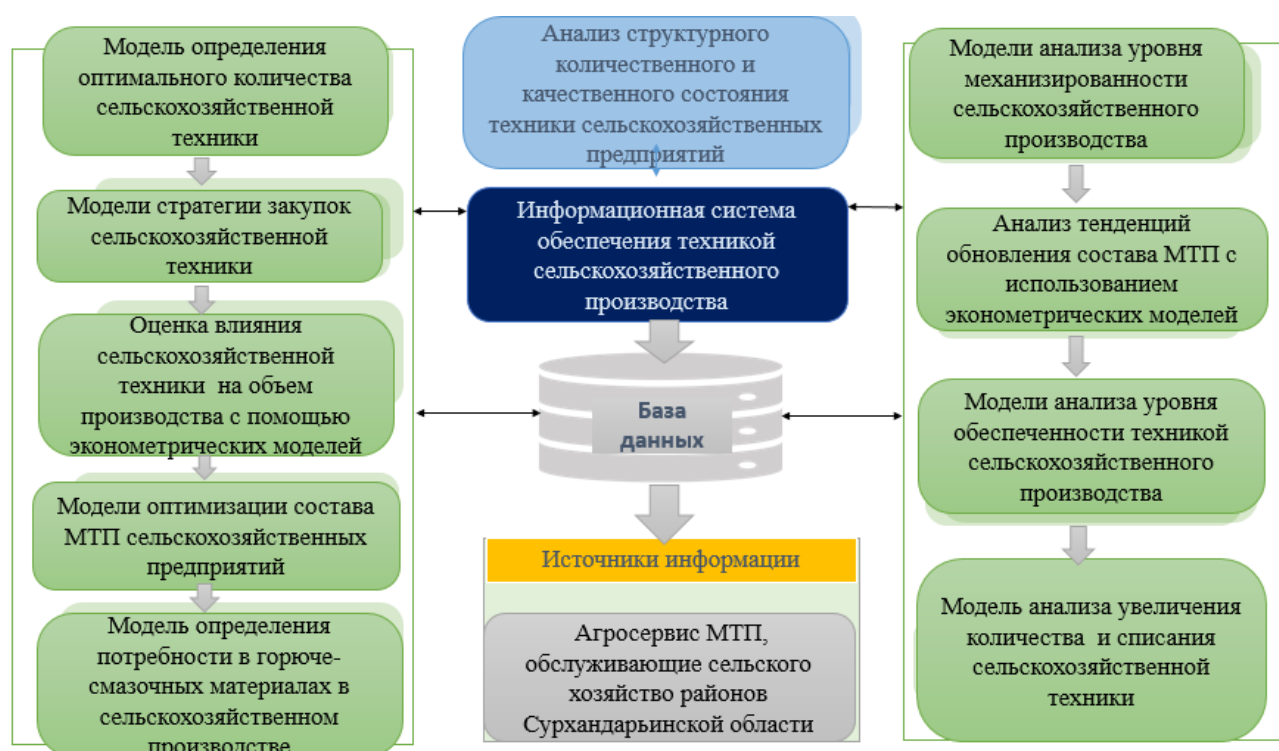 Модель определения
оптимального количества
сельскохозяйственной
техники
Модели стратегии закупок
сельскохозяйственной
техники
Оценка влияния
сельскохозяйственной
техники на объем
производства с помощью
эконометрических моделей
Модели оптимизации состава
МТП сельскохозяйственных
предприятий
Модель определения
потребности в горюче-
смазочных материалах в
сельскохозяйственном
производстве
Анализ структурного
количественного и
качественного состояния
техники сельскохозяйственных
предприятий
Информационная система
обеспечения техникой
сельскохозяйственного
производства
База
данных
Источники информации
Агросервис МТП,
обслуживающие сельского
хозяйство районов
Сурхандарьинской области
Модели анализа уровня
механизированности
сельскохозяйственного
производства
Анализ тенденций
обновления состава МТП с
использованием
эконометрических моделей
Модели анализа уровня
обеспеченности техникой
сельскохозяйственного
производства
Модель анализа увеличения
количества и списания
сельскохозяйственной
техники